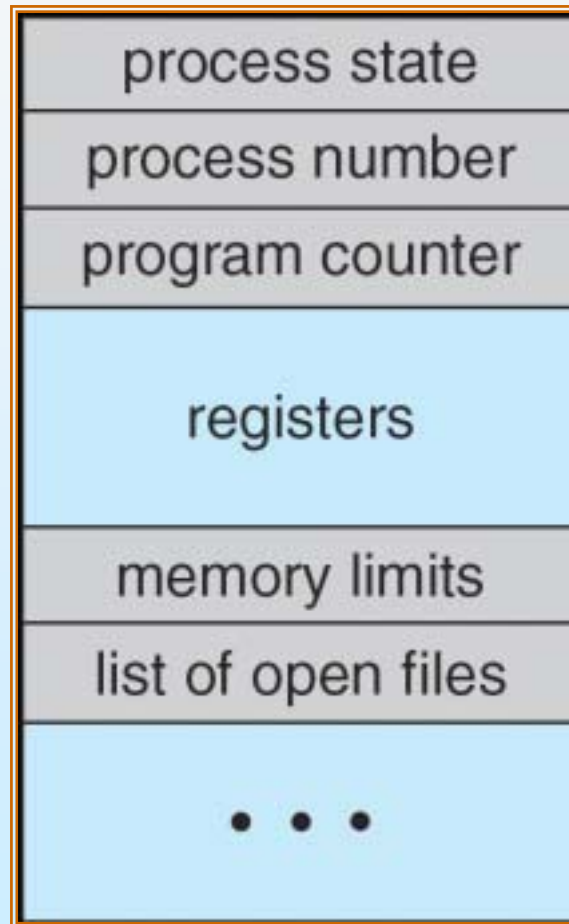 process state
process number
program counter
registers
memory limits
list of open files
• • •